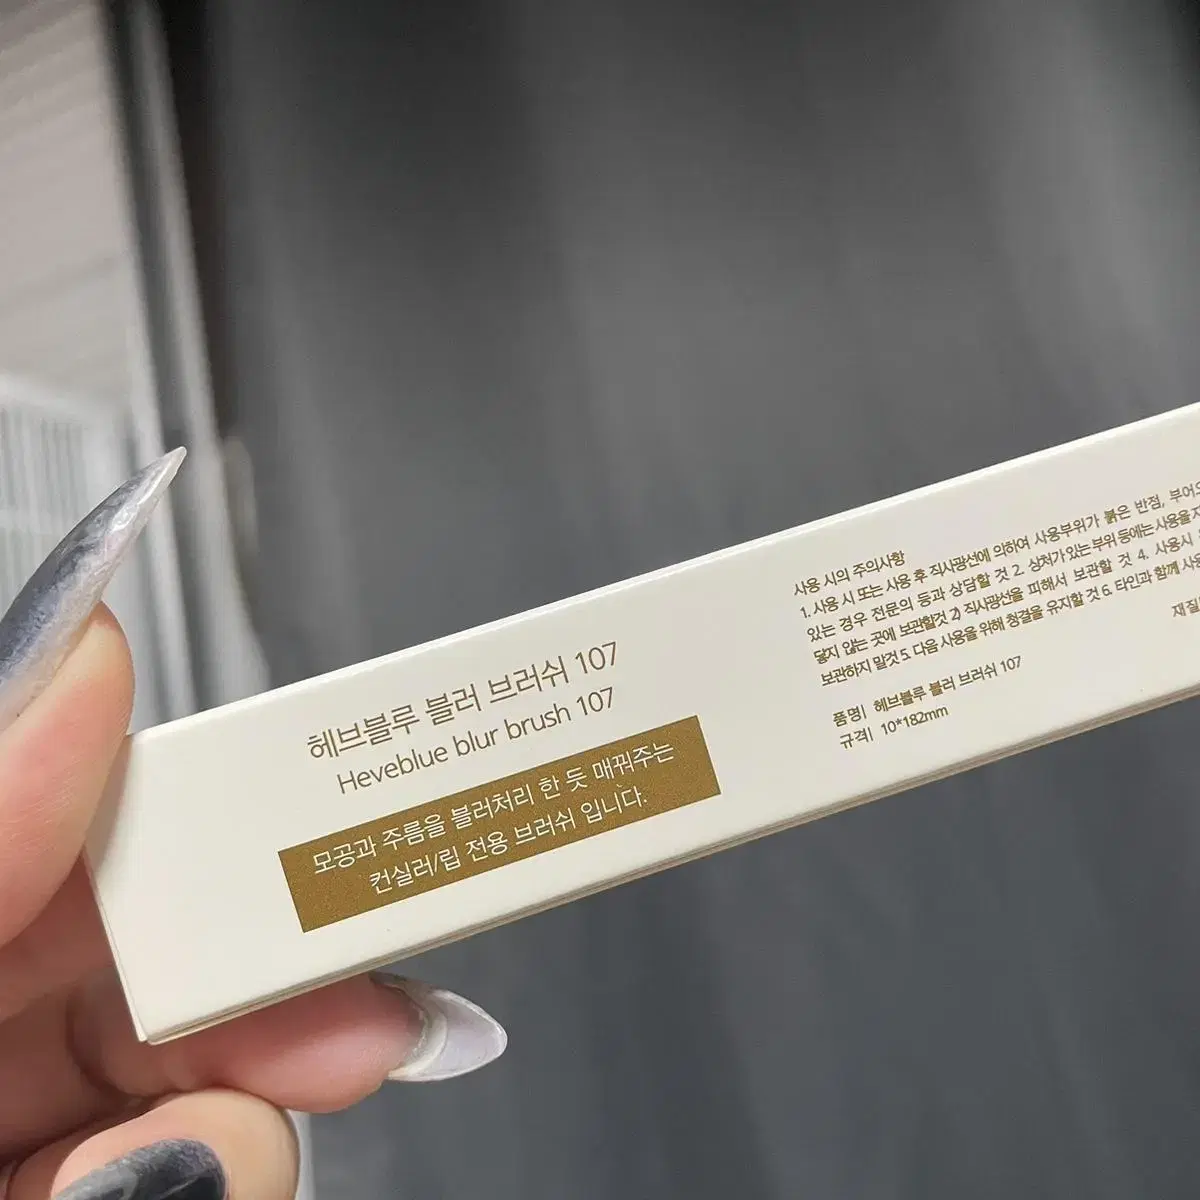 헤브블루 블러 브러쉬 107
Heveblue blur brush 107
모공과 주름을 블러처리 한 듯 매꿔주는
컨실러/립 전용 브러쉬 입니다.
사용 시의 주의사항
1. 사용 시 또는 사용 후 직사광선에 의하여 사용부위가 붉은 반점, 부어오
있는 경우 전문의 등과 상담할 것 2. 상처가 있는 부위 등에는 사용을 자
닿지 않는 곳에 보관할것 2) 직사광선을 피해서 보관할 것 4. 사용시
보관하지 말것 5. 다음 사용을 위해 청결을 유지할 것 6. 타인과 함께 사용
재질
품명| 헤브블루 블러 브러쉬 107
규격| 10*182mm